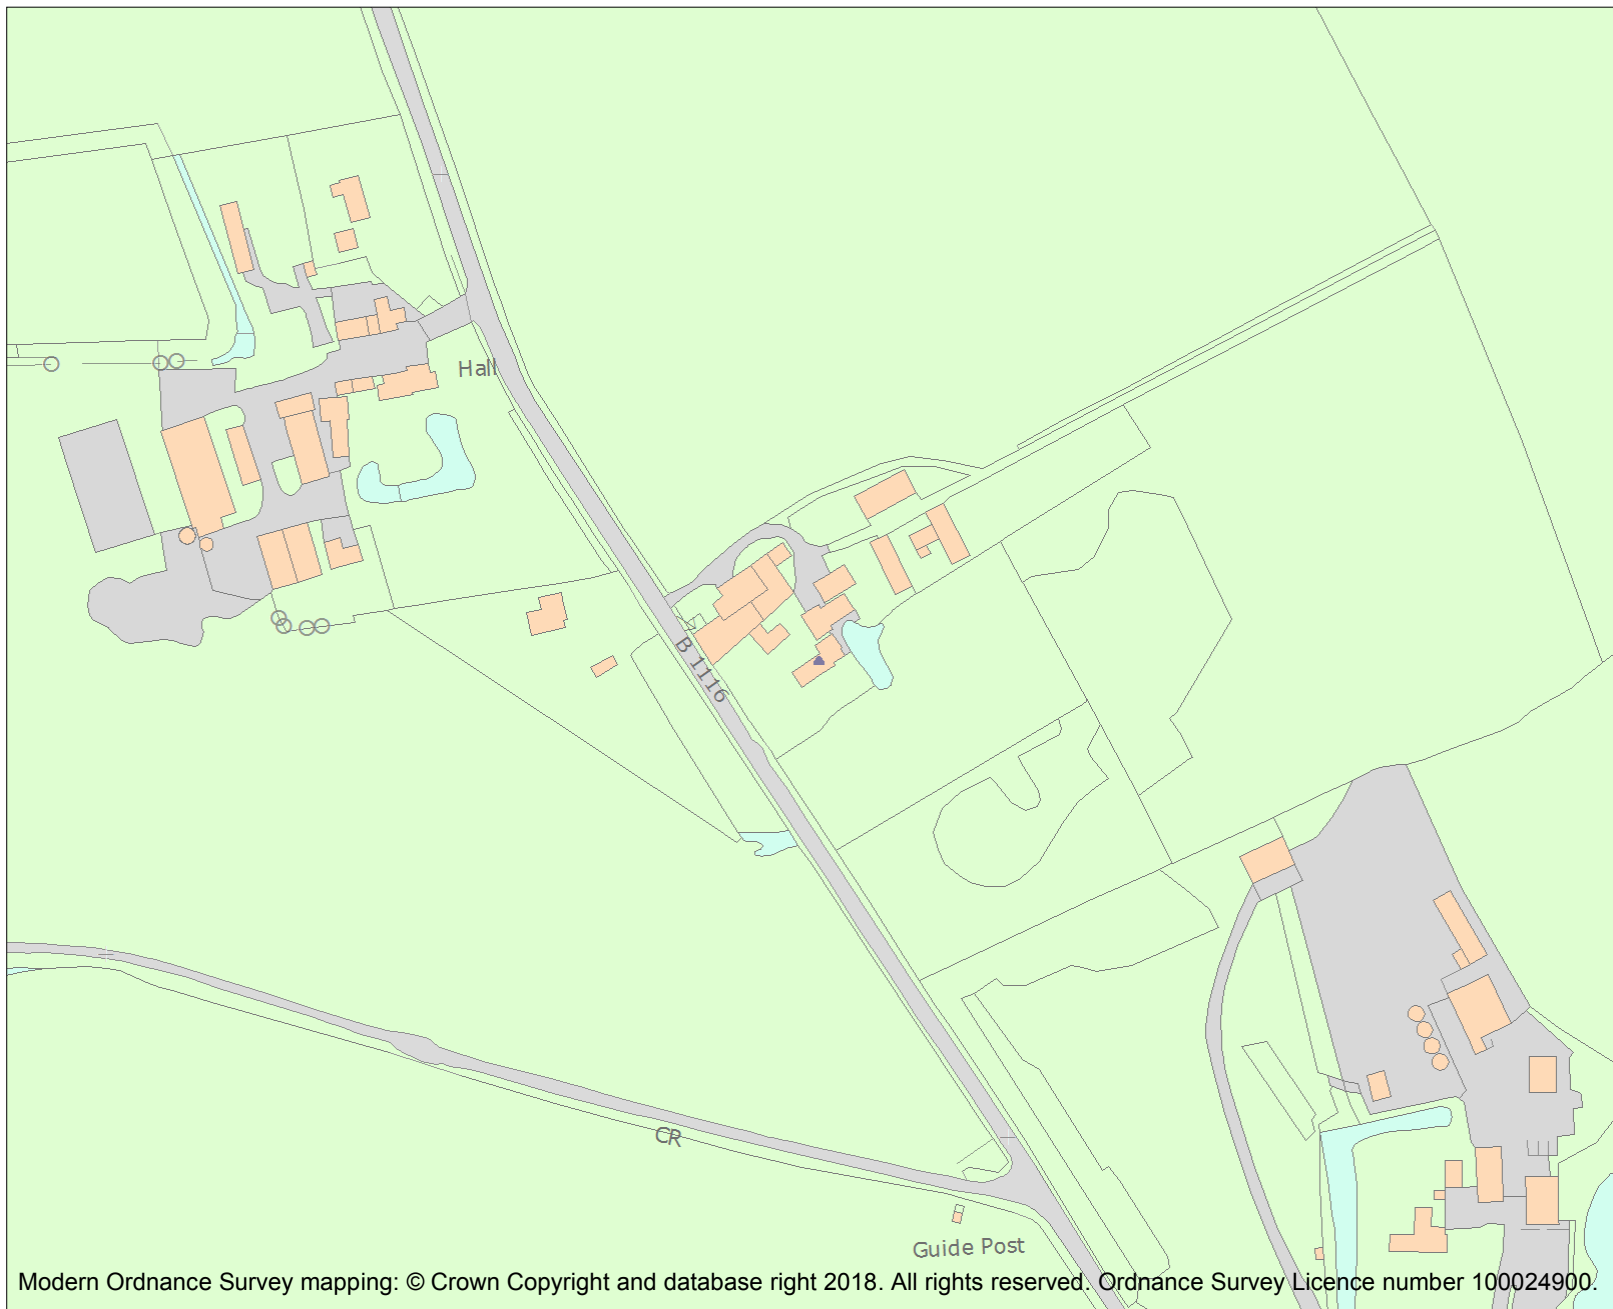 Hall
B 1116
CR
Guide Post
Modern Ordnance Survey mapping: © Crown Copyright and database right 2018. All rights reserved. Ordnance Survey Licence number 100024900.